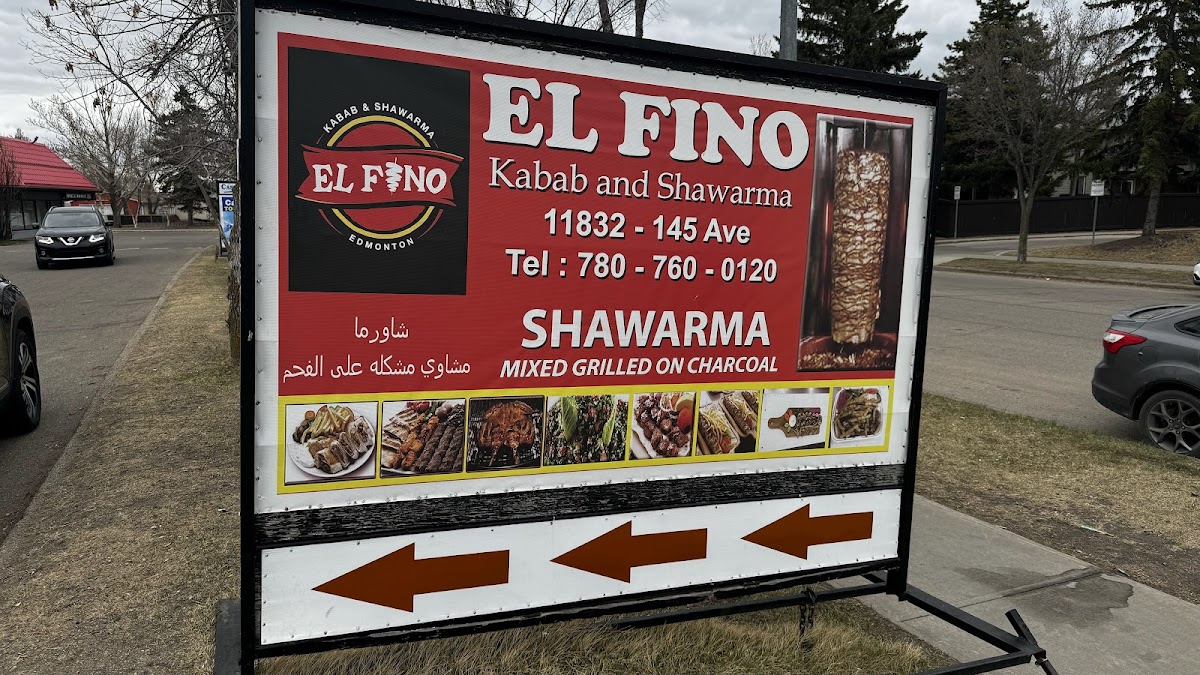 KABAB & SHAWARMA
EL FINO
EDMONTON
EL FINO
Kabab and Shawarma
11832 - 145 Ave
Tel : 780 - 760 - 0120
SHAWARMA
MIXED GRILLED ON CHARCOAL
شاورما
مشاوي مشكله على الفحم